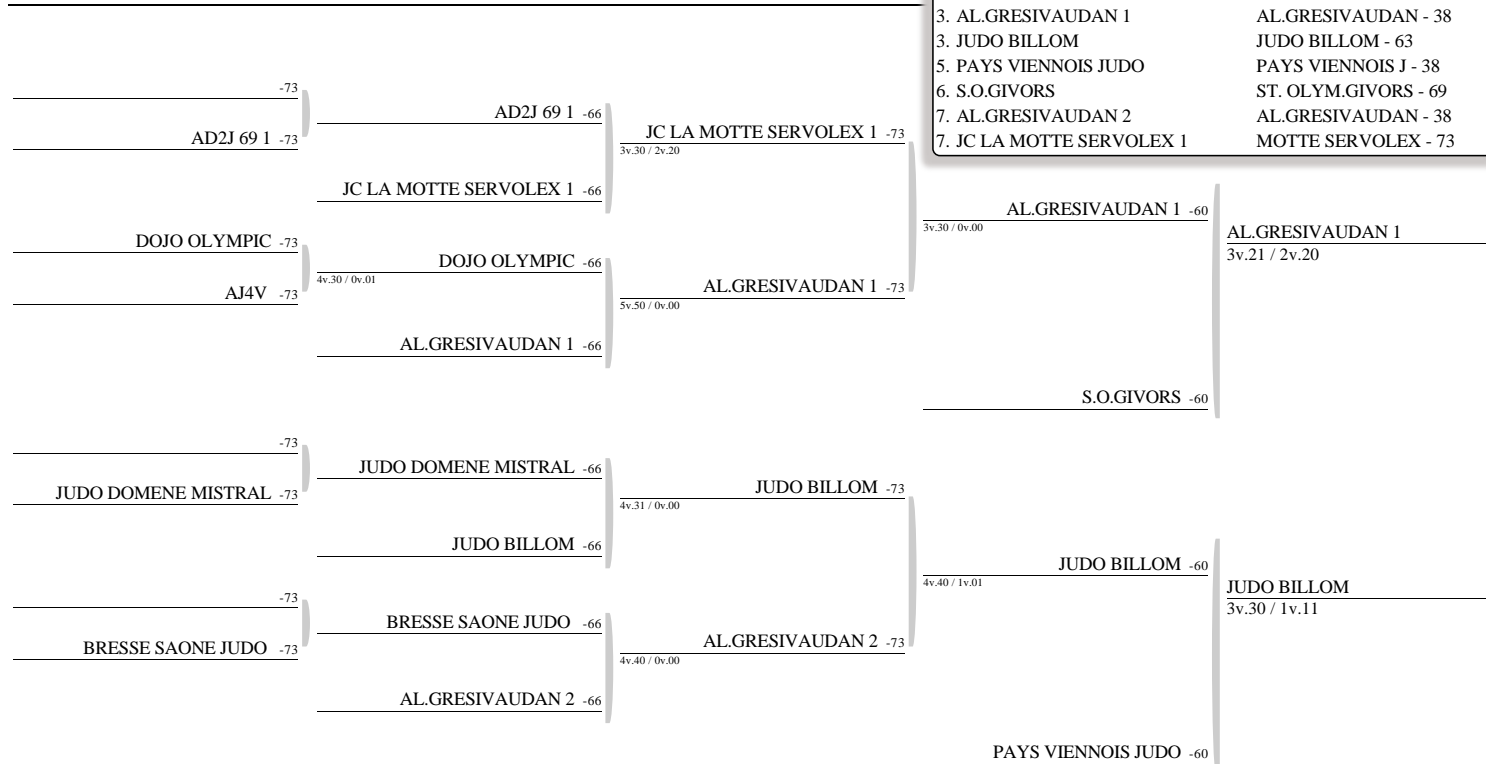 3. AL.GRESIVAUDAN 1 AL.GRESIVAUDAN - 38
3. JUDO BILLOM JUDO BILLOM - 63
5. PAYS VIENNOIS JUDO PAYS VIENNOIS J - 38
6. S.O.GIVORS ST. OLYM.GIVORS - 69
7. AL.GRESIVAUDAN 2 AL.GRESIVAUDAN - 38
7. JC LA MOTTE SERVOLEX 1 MOTTE SERVOLEX - 73
-73
AD2J 69 1 -73
DOJO OLYMPIC -73
AJ4V -73
-73
JUDO DOMENE MISTRAL -73
-73
BRESSE SAONE JUDO -73
AD2J 69 1 -66
JC LA MOTTE SERVOLEX 1 -66
DOJO OLYMPIC -66
4v.30 / 0v.01
AL.GRESIVAUDAN 1 -66
JUDO DOMENE MISTRAL -66
JUDO BILLOM -66
BRESSE SAONE JUDO -66
AL.GRESIVAUDAN 2 -66
JC LA MOTTE SERVOLEX 1 -73
3v.30 / 2v.20
AL.GRESIVAUDAN 1 -73
5v.50 / 0v.00
JUDO BILLOM -73
4v.31 / 0v.00
AL.GRESIVAUDAN 2 -73
4v.40 / 0v.00
AL.GRESIVAUDAN 1 -60
3v.30 / 0v.00
S.O.GIVORS -60
JUDO BILLOM -60
4v.40 / 1v.01
PAYS VIENNOIS JUDO -60
AL.GRESIVAUDAN 1
3v.21 / 2v.20
JUDO BILLOM
3v.30 / 1v.11